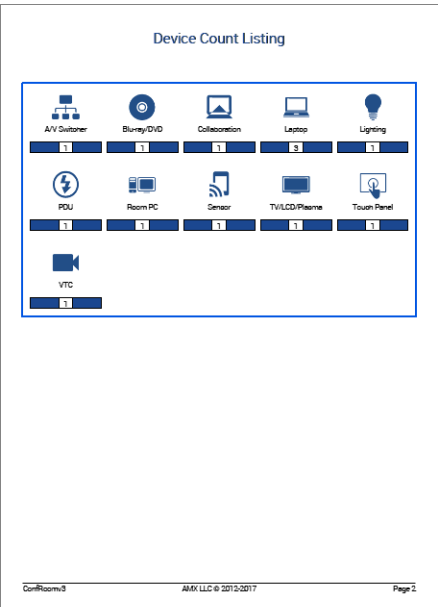 Device Count Listing
A/V Switcher Blu-ray/DVD Collaboration Laptop Lighting
1 1 1 3 1
PDU Room PC Sensor TV/LCD/Plasma Touch Panel
1 1 1 1 1
VTC
1
ConfRoomv3 AMX LLC © 2012-2017 Page 2